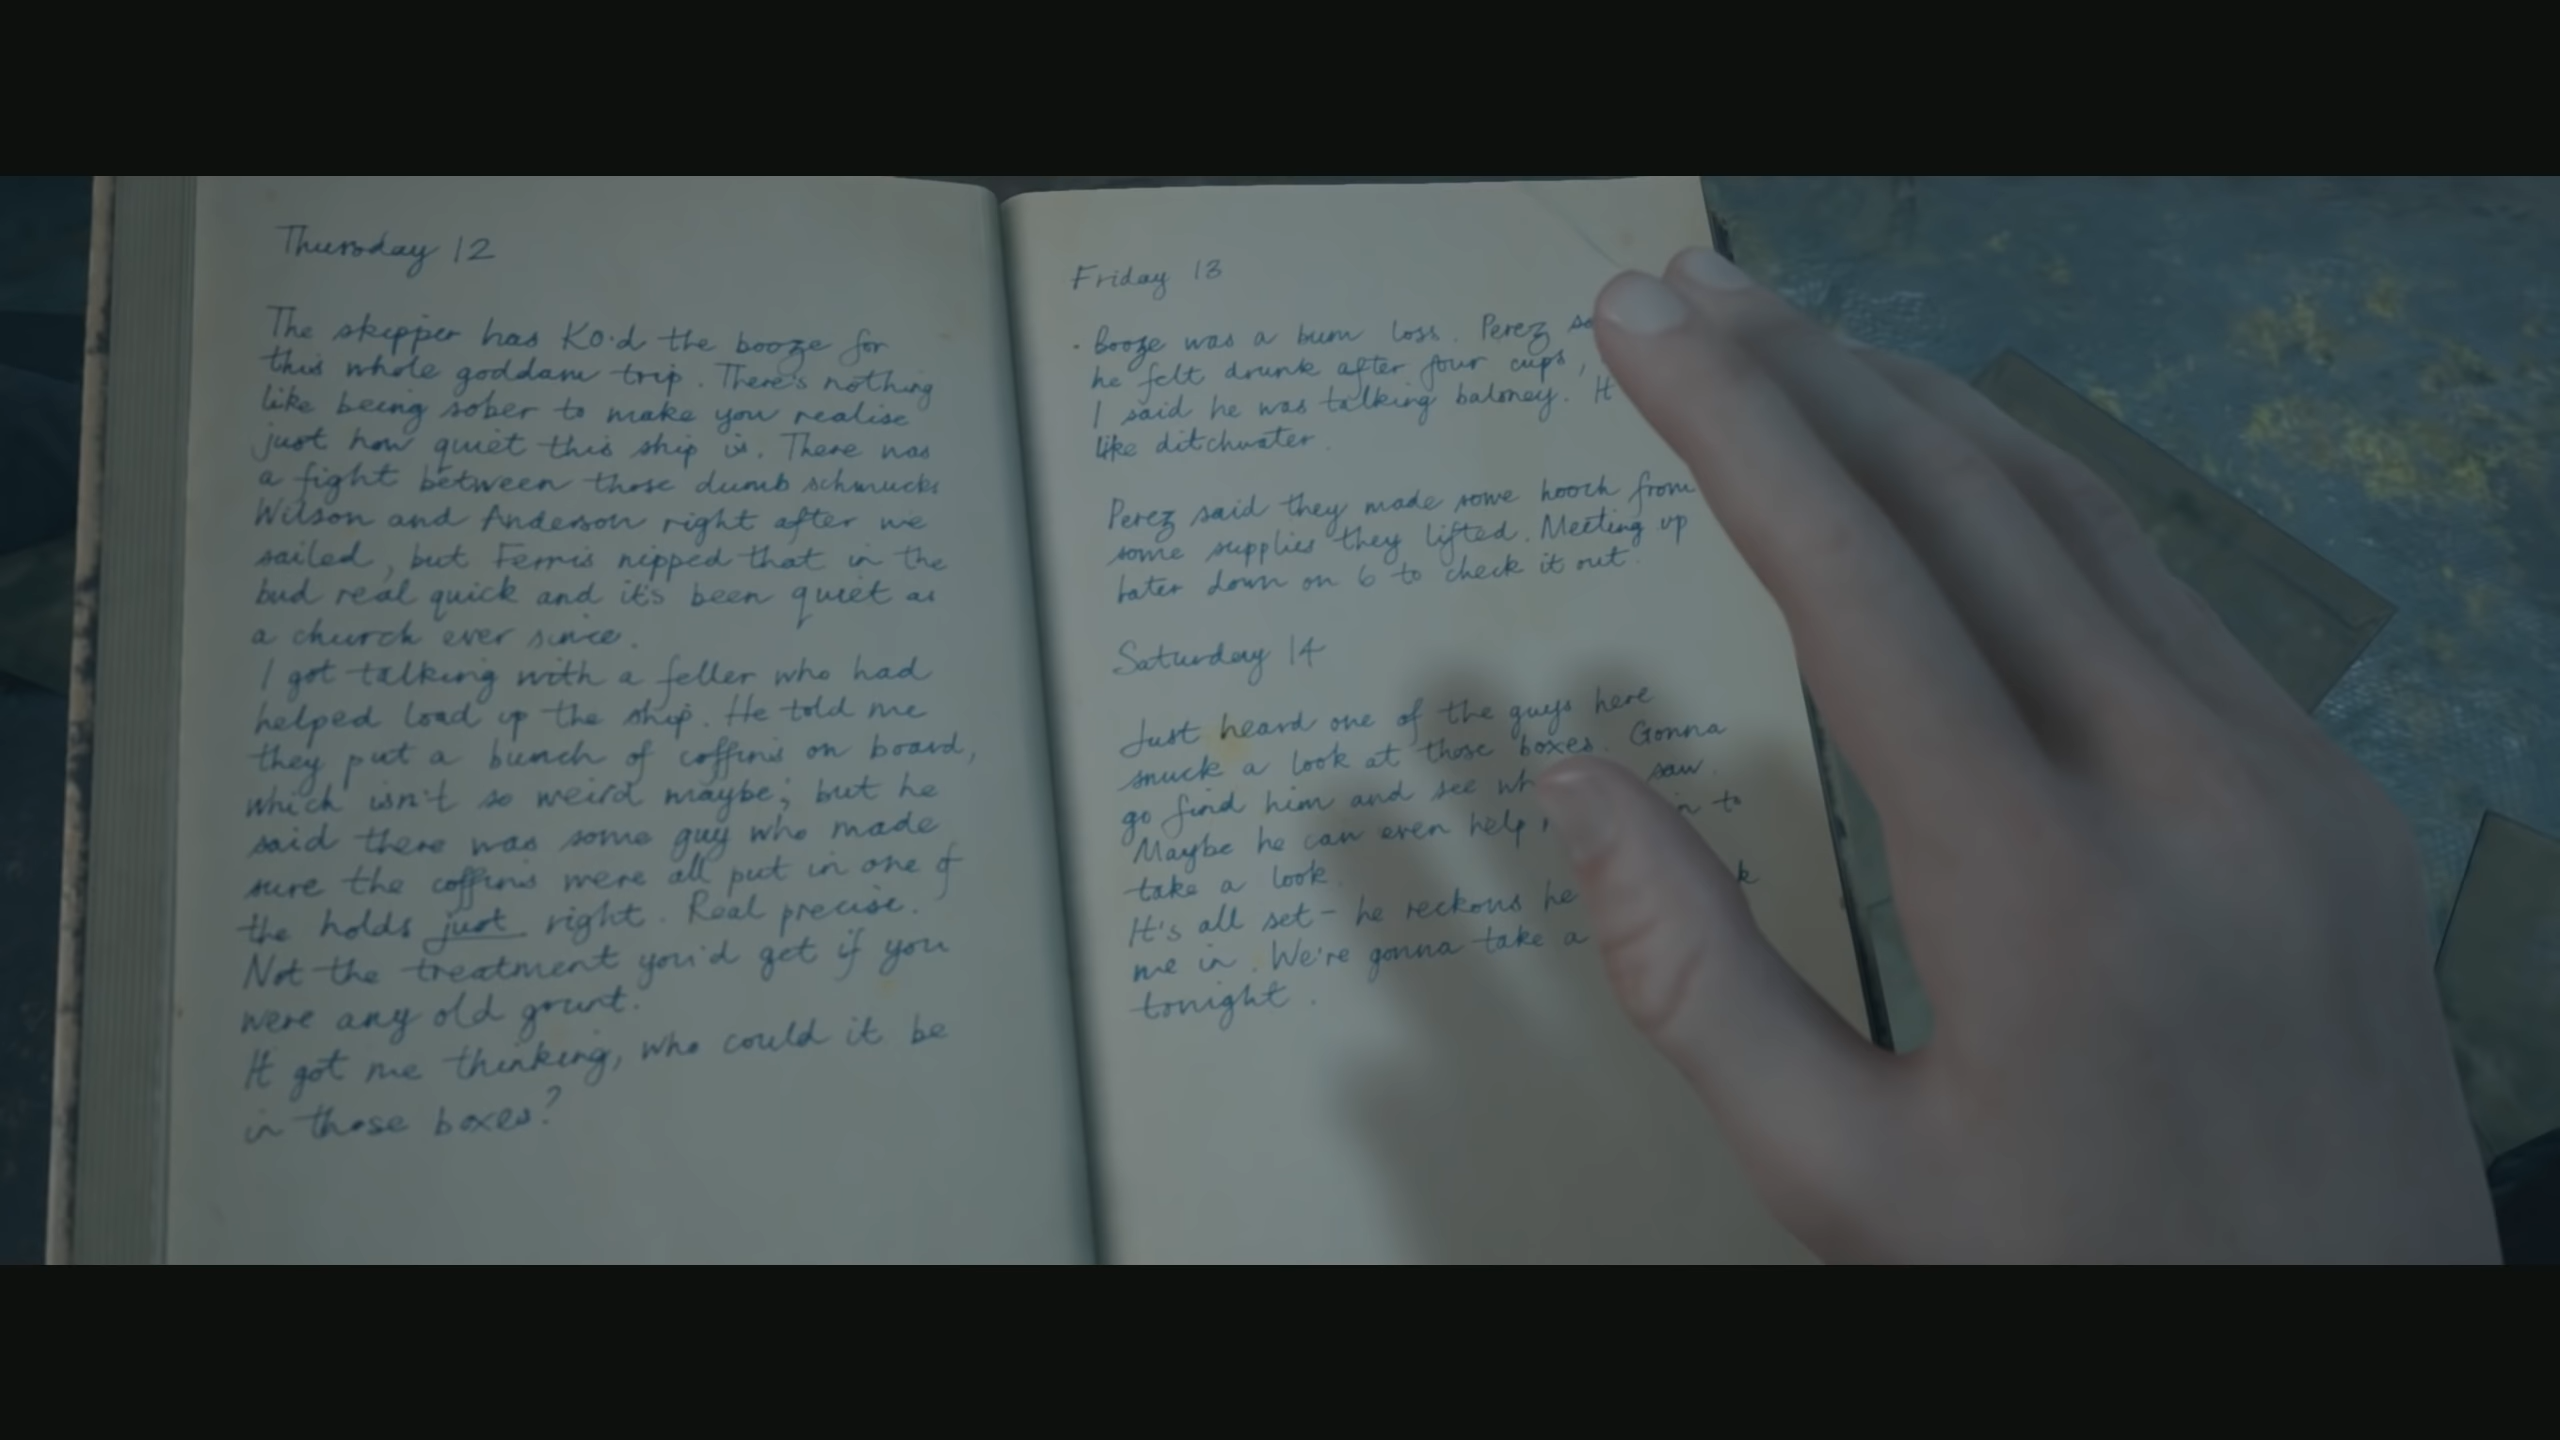 Thursday 12
The skipper has KO·d the booze for
this whole goddam trip. There's nothing
like being sober to make you realise
just how quiet this ship is. There was
a fight between those dumb schmucks
Wilson and Anderson right after we
sailed, but Ferris nipped that in the
bud real quick and it's been quiet as
a church ever since.
I got talking with a feller who had
helped load up the ship. He told me
they put a bunch of coffins on board,
which isn't so weird maybe; but he
said there was some guy who made
sure the coffins were all put in one of
the holds just right. Real precise.
Not the treatment you'd get if you
were any old grunt.
It got me thinking, who could it be
in those boxes?
Friday 13
Booze was a bum loss. Perez
he felt drunk after four cups,
I said he was talking baloney. It
like ditchwater.
Perez said they made some hooch from
some supplies they lifted. Meeting up
later down on 6 to check it out.
Saturday 14
Just heard one of the guys here
snuck a look at those boxes. Gonna
go find him and see saw.
Maybe he can even help to
take a look.
It's all set - he reckons he
me in. We're gonna take a
tonight.